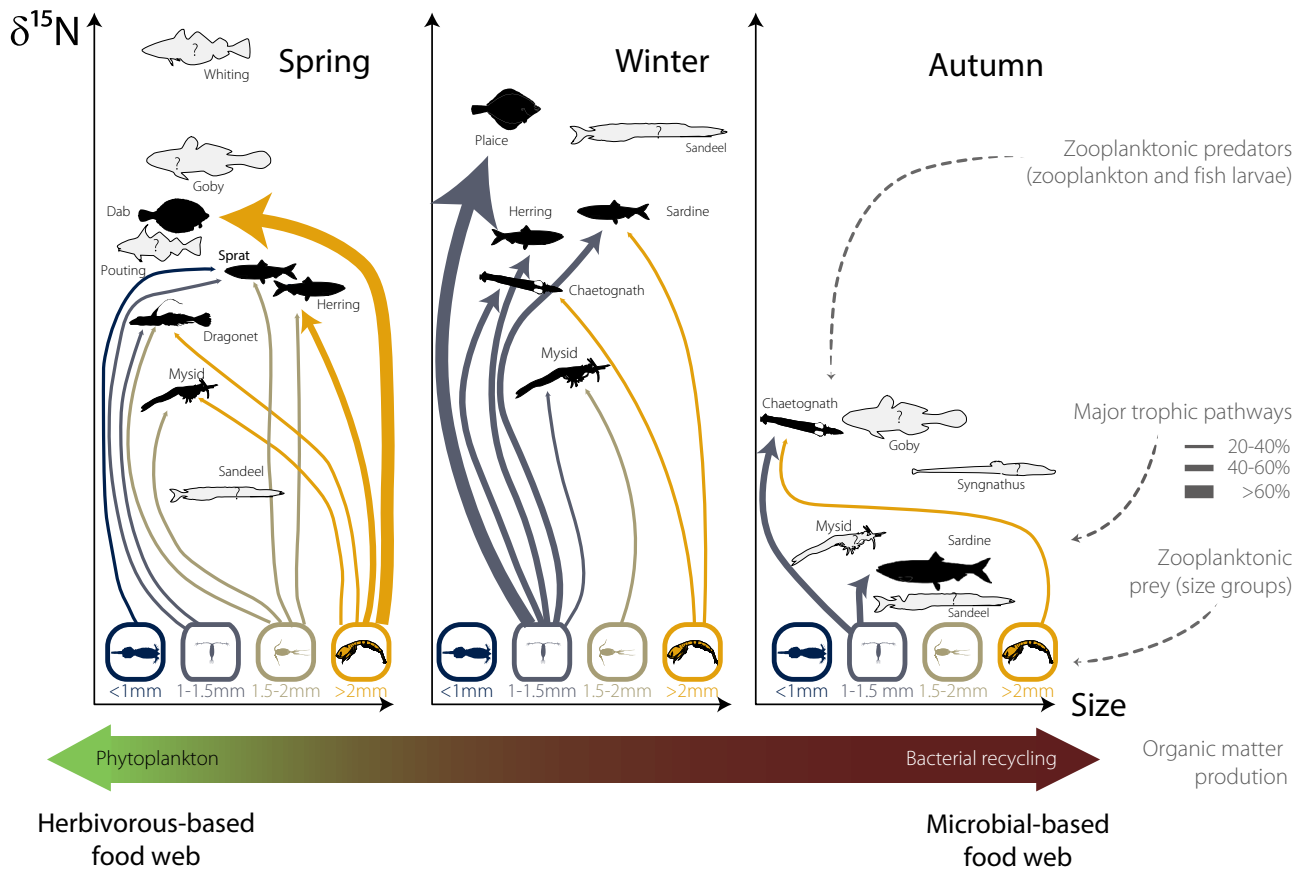 δ15N
Spring
?
Whiting
?
Goby
Dab
?
Pouting
Sprat
Herring
Dragonet
Mysid
Sandeel
?
<1mm
1-1.5mm
1.5-2mm
>2mm
Winter
Plaice
?
Sandeel
Herring
Sardine
Chaetognath
Mysid
<1mm
1-1.5mm
1.5-2mm
>2mm
Autumn
Chaetognath
?
Goby
?
Syngnathus
Mysid
?
Sardine
?
Sandeel
<1mm
1-1.5 mm
1.5-2mm
>2mm
Size
Zooplanktonic predators
(zooplankton and fish larvae)
Major trophic pathways
20-40%
40-60%
>60%
Zooplanktonic
prey (size groups)
Phytoplankton
Bacterial recycling
Organic matter
prodution
Herbivorous-based
food web
Microbial-based
food web